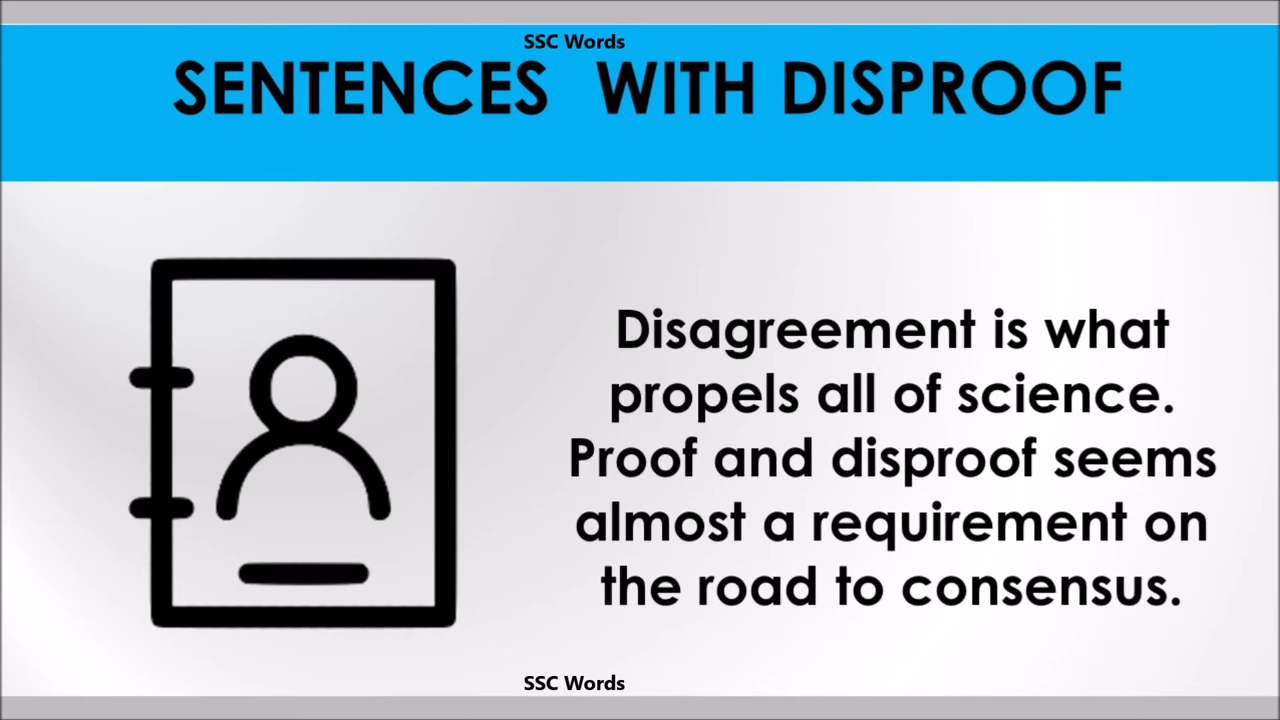 SSC Words
SENTENCES WITH DISPROOF
Disagreement is what
propels all of science.
Proof and disproof seems
almost a requirement on
the road to consensus.
SSC Words